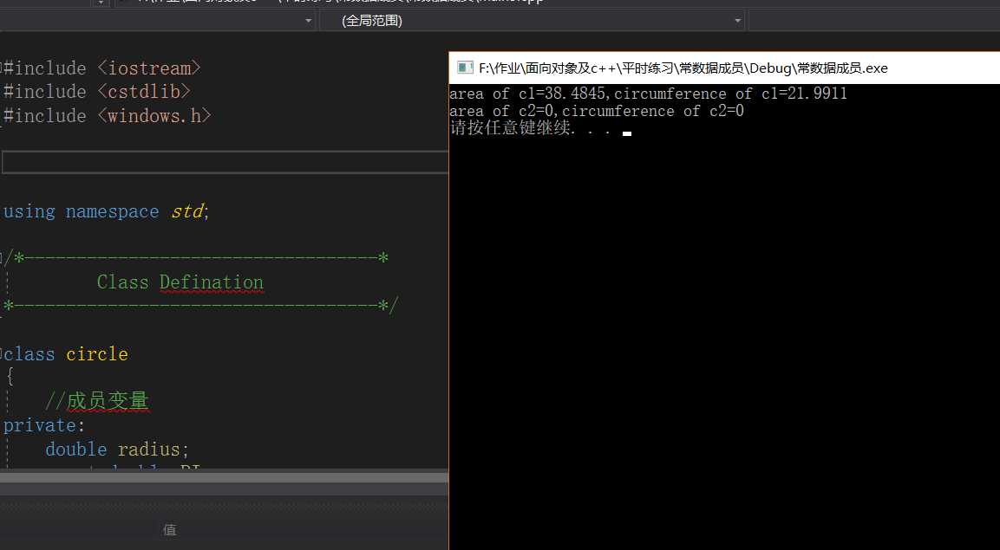 (全局范围)
#include <iostream>
#include <cstdlib>
#include <windows.h>
using namespace std;
/*----------------------------------*
Class Defination
*-----------------------------------*/
class circle
{
//成员变量
private:
double radius;
值
F:\作业\面向对象及c++\平时练习\常数据成员\Debug\常数据成员.exe
area of c1=38.4845,circumference of c1=21.9911
area of c2=0,circumference of c2=0
请按任意键继续. . .